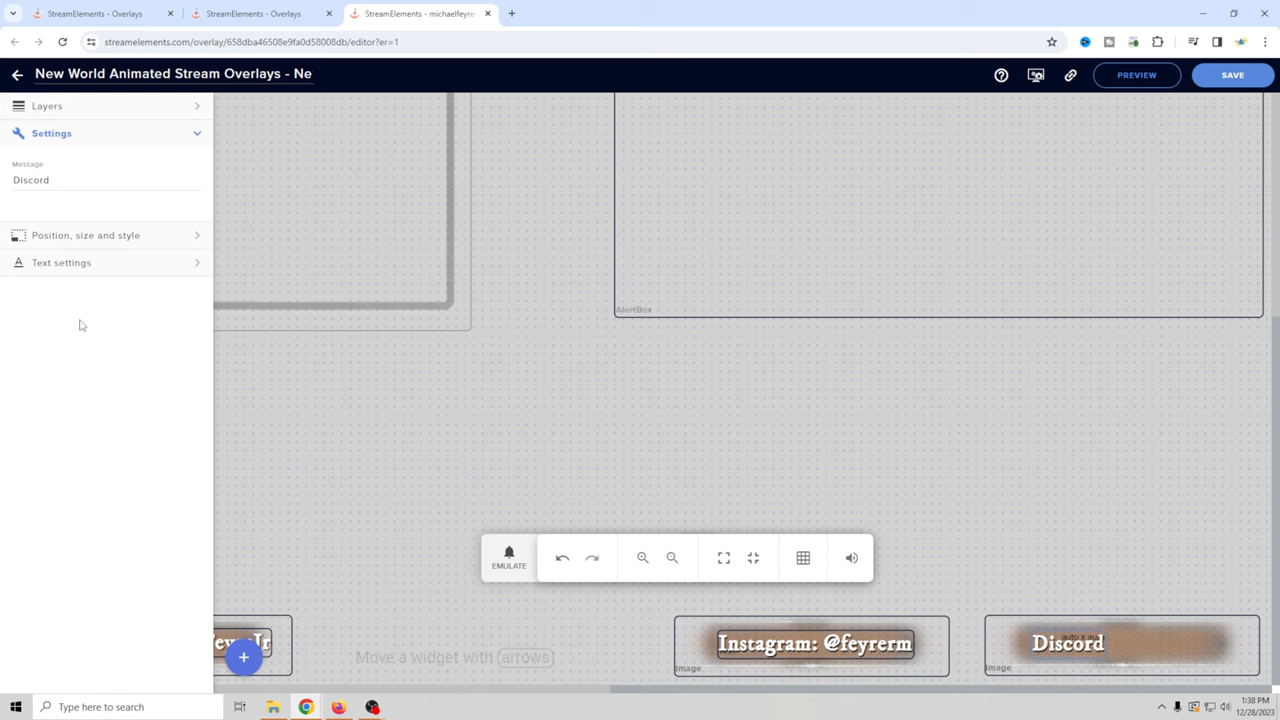 StreamElements - Overlays
StreamElements - Overlays
StreamElements - michaelfeyre
streamelements.com/overlay/658dba46508e9fa0d58008db/editor?er=1
New World Animated Stream Overlays - Ne
PREVIEW
SAVE
Layers
Settings
Message
Discord
Position, size and style
Text settings
AlertBox
EMULATE
Move a widget with arrows
Instagram: @feyrerm
Image
Discord
Image
Type here to search
1:38 PM
12/28/2023